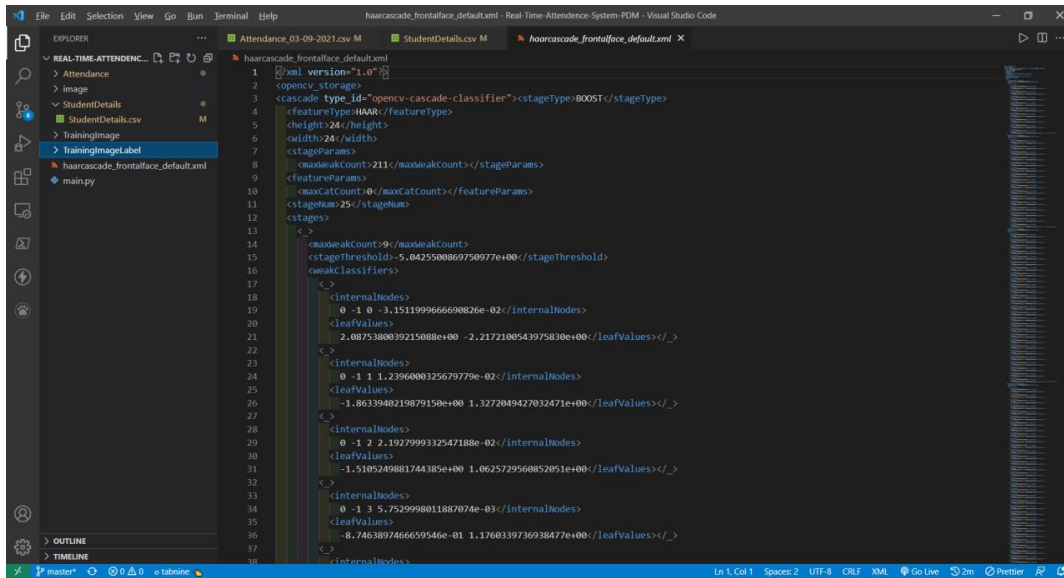 File Edit Selection View Go Run Terminal Help
haarcascade_frontalface_default.xml - Real-Time-Attendence-System-PDM - Visual Studio Code
EXPLORER
Attendance_03-09-2021.csv M
StudentDetails.csv M
haarcascade_frontalface_default.xml
REAL-TIME-ATTENDENC...
> Attendance
> image
StudentDetails
StudentDetails.csv M
> TrainingImage
> TrainingImageLabel
haarcascade_frontalface_default.xml
main.py
> OUTLINE
> TIMELINE
6
haarcascade_frontalface_default.xml
1 <?xml version="1.0"?>
2 <opencv_storage>
3 <cascade type_id="opencv-cascade-classifier"><stageType>BOOST</stageType>
4 <featureType>HAAR</featureType>
5 <height>24</height>
6 <width>24</width>
7 <stageParams>
8 <maxWeakCount>211</maxWeakCount></stageParams>
9 <featureParams>
10 <maxCatCount>0</maxCatCount></featureParams>
11 <stageNum>25</stageNum>
12 <stages>
13 <_>
14 <maxWeakCount>9</maxWeakCount>
15 <stageThreshold>-5.0425500869750977e+00</stageThreshold>
16 <weakClassifiers>
17 <_>
18 <internalNodes>
19 0 -1 0 -3.1511999666690826e-02</internalNodes>
20 <leafValues>
21 2.0875380039215088e+00 -2.2172100543975830e+00</leafValues></_>
22 <_>
23 <internalNodes>
24 0 -1 1 1.2396000325679779e-02</internalNodes>
25 <leafValues>
26 -1.8633940219879150e+00 1.3272049427032471e+00</leafValues></_>
27 <_>
28 <internalNodes>
29 0 -1 2 2.1927999332547188e-02</internalNodes>
30 <leafValues>
31 -1.5105249881744385e+00 1.0625729560852051e+00</leafValues></_>
32 <_>
33 <internalNodes>
34 0 -1 3 5.7529998011887074e-03</internalNodes>
35 <leafValues>
36 -8.7463897466659546e-01 1.1760339736938477e+00</leafValues></_>
37 <_>
38 <internalNodes>
master* 0 0 tabnine
Ln 1, Col 1 Spaces: 2 UTF-8 CRLF XML Go Live 2m Prettier